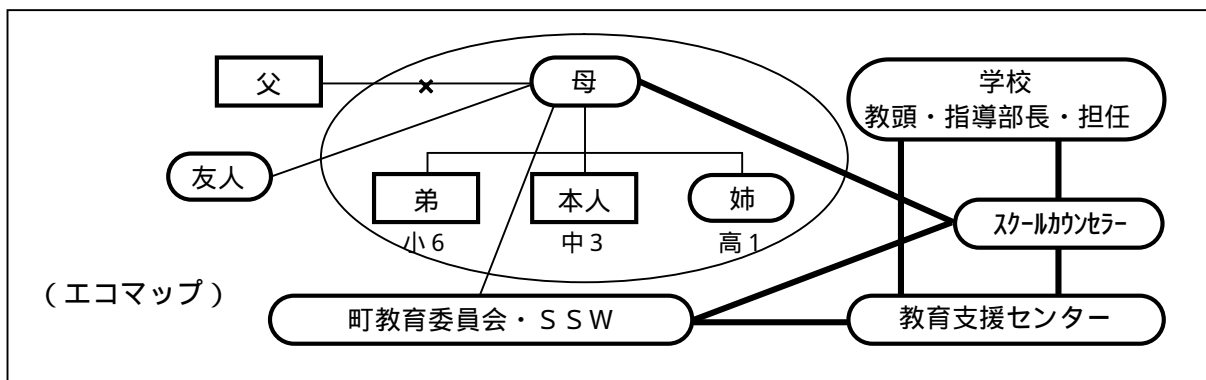 父
母
学校
教頭・指導部長・担任
友人
弟
本人
姉
スクールカウンセラー
小6
中3
高1
(エコマップ)
町教育委員会・SSW
教育支援センター